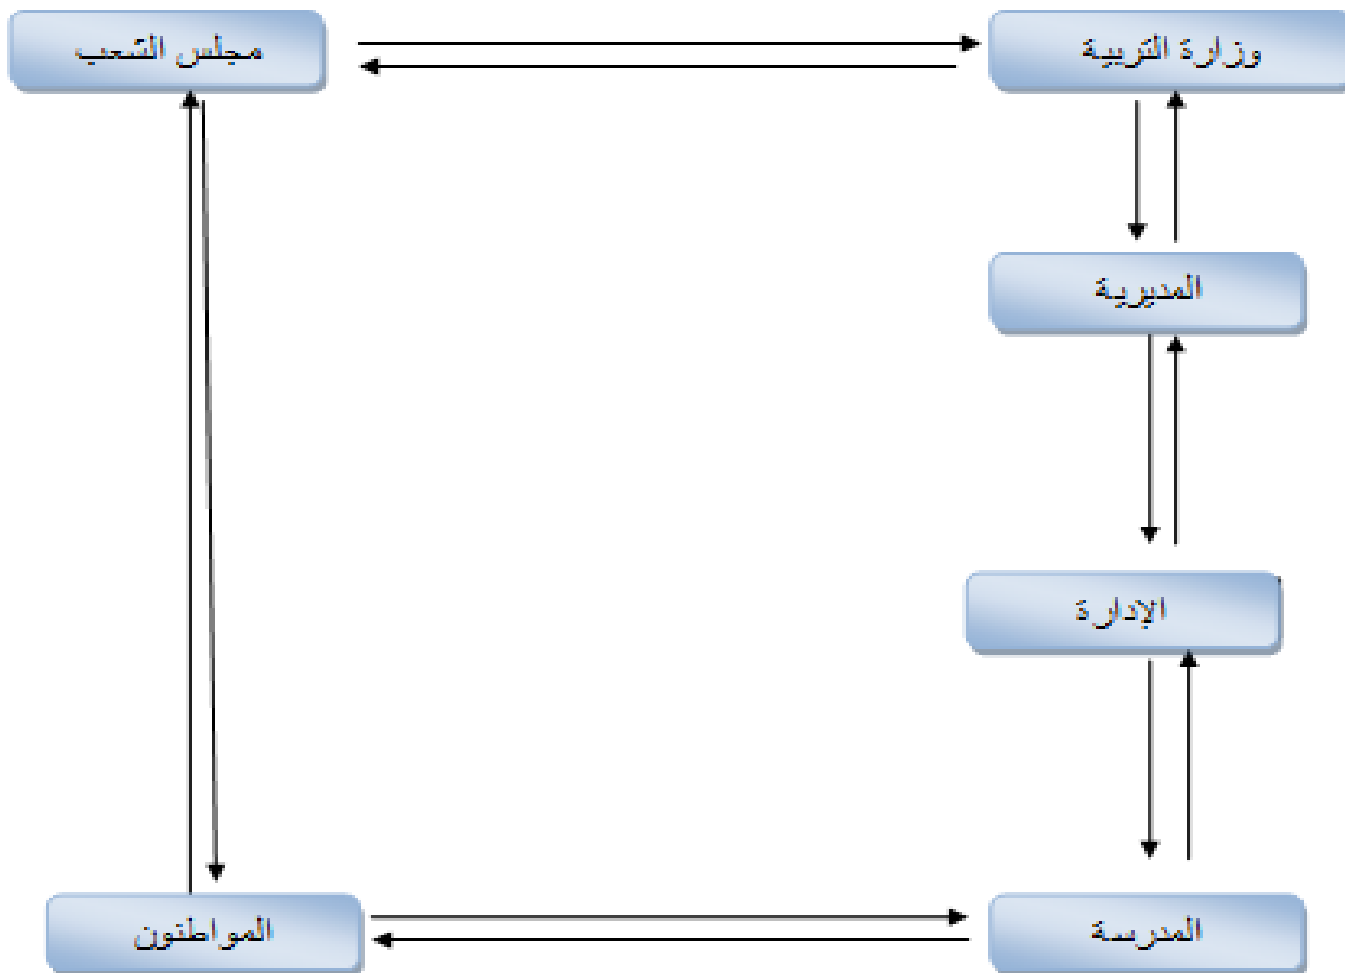 وزارة التربية
مجلس الشعب
المديرية
الإدارة
المدرسة
المواطنون